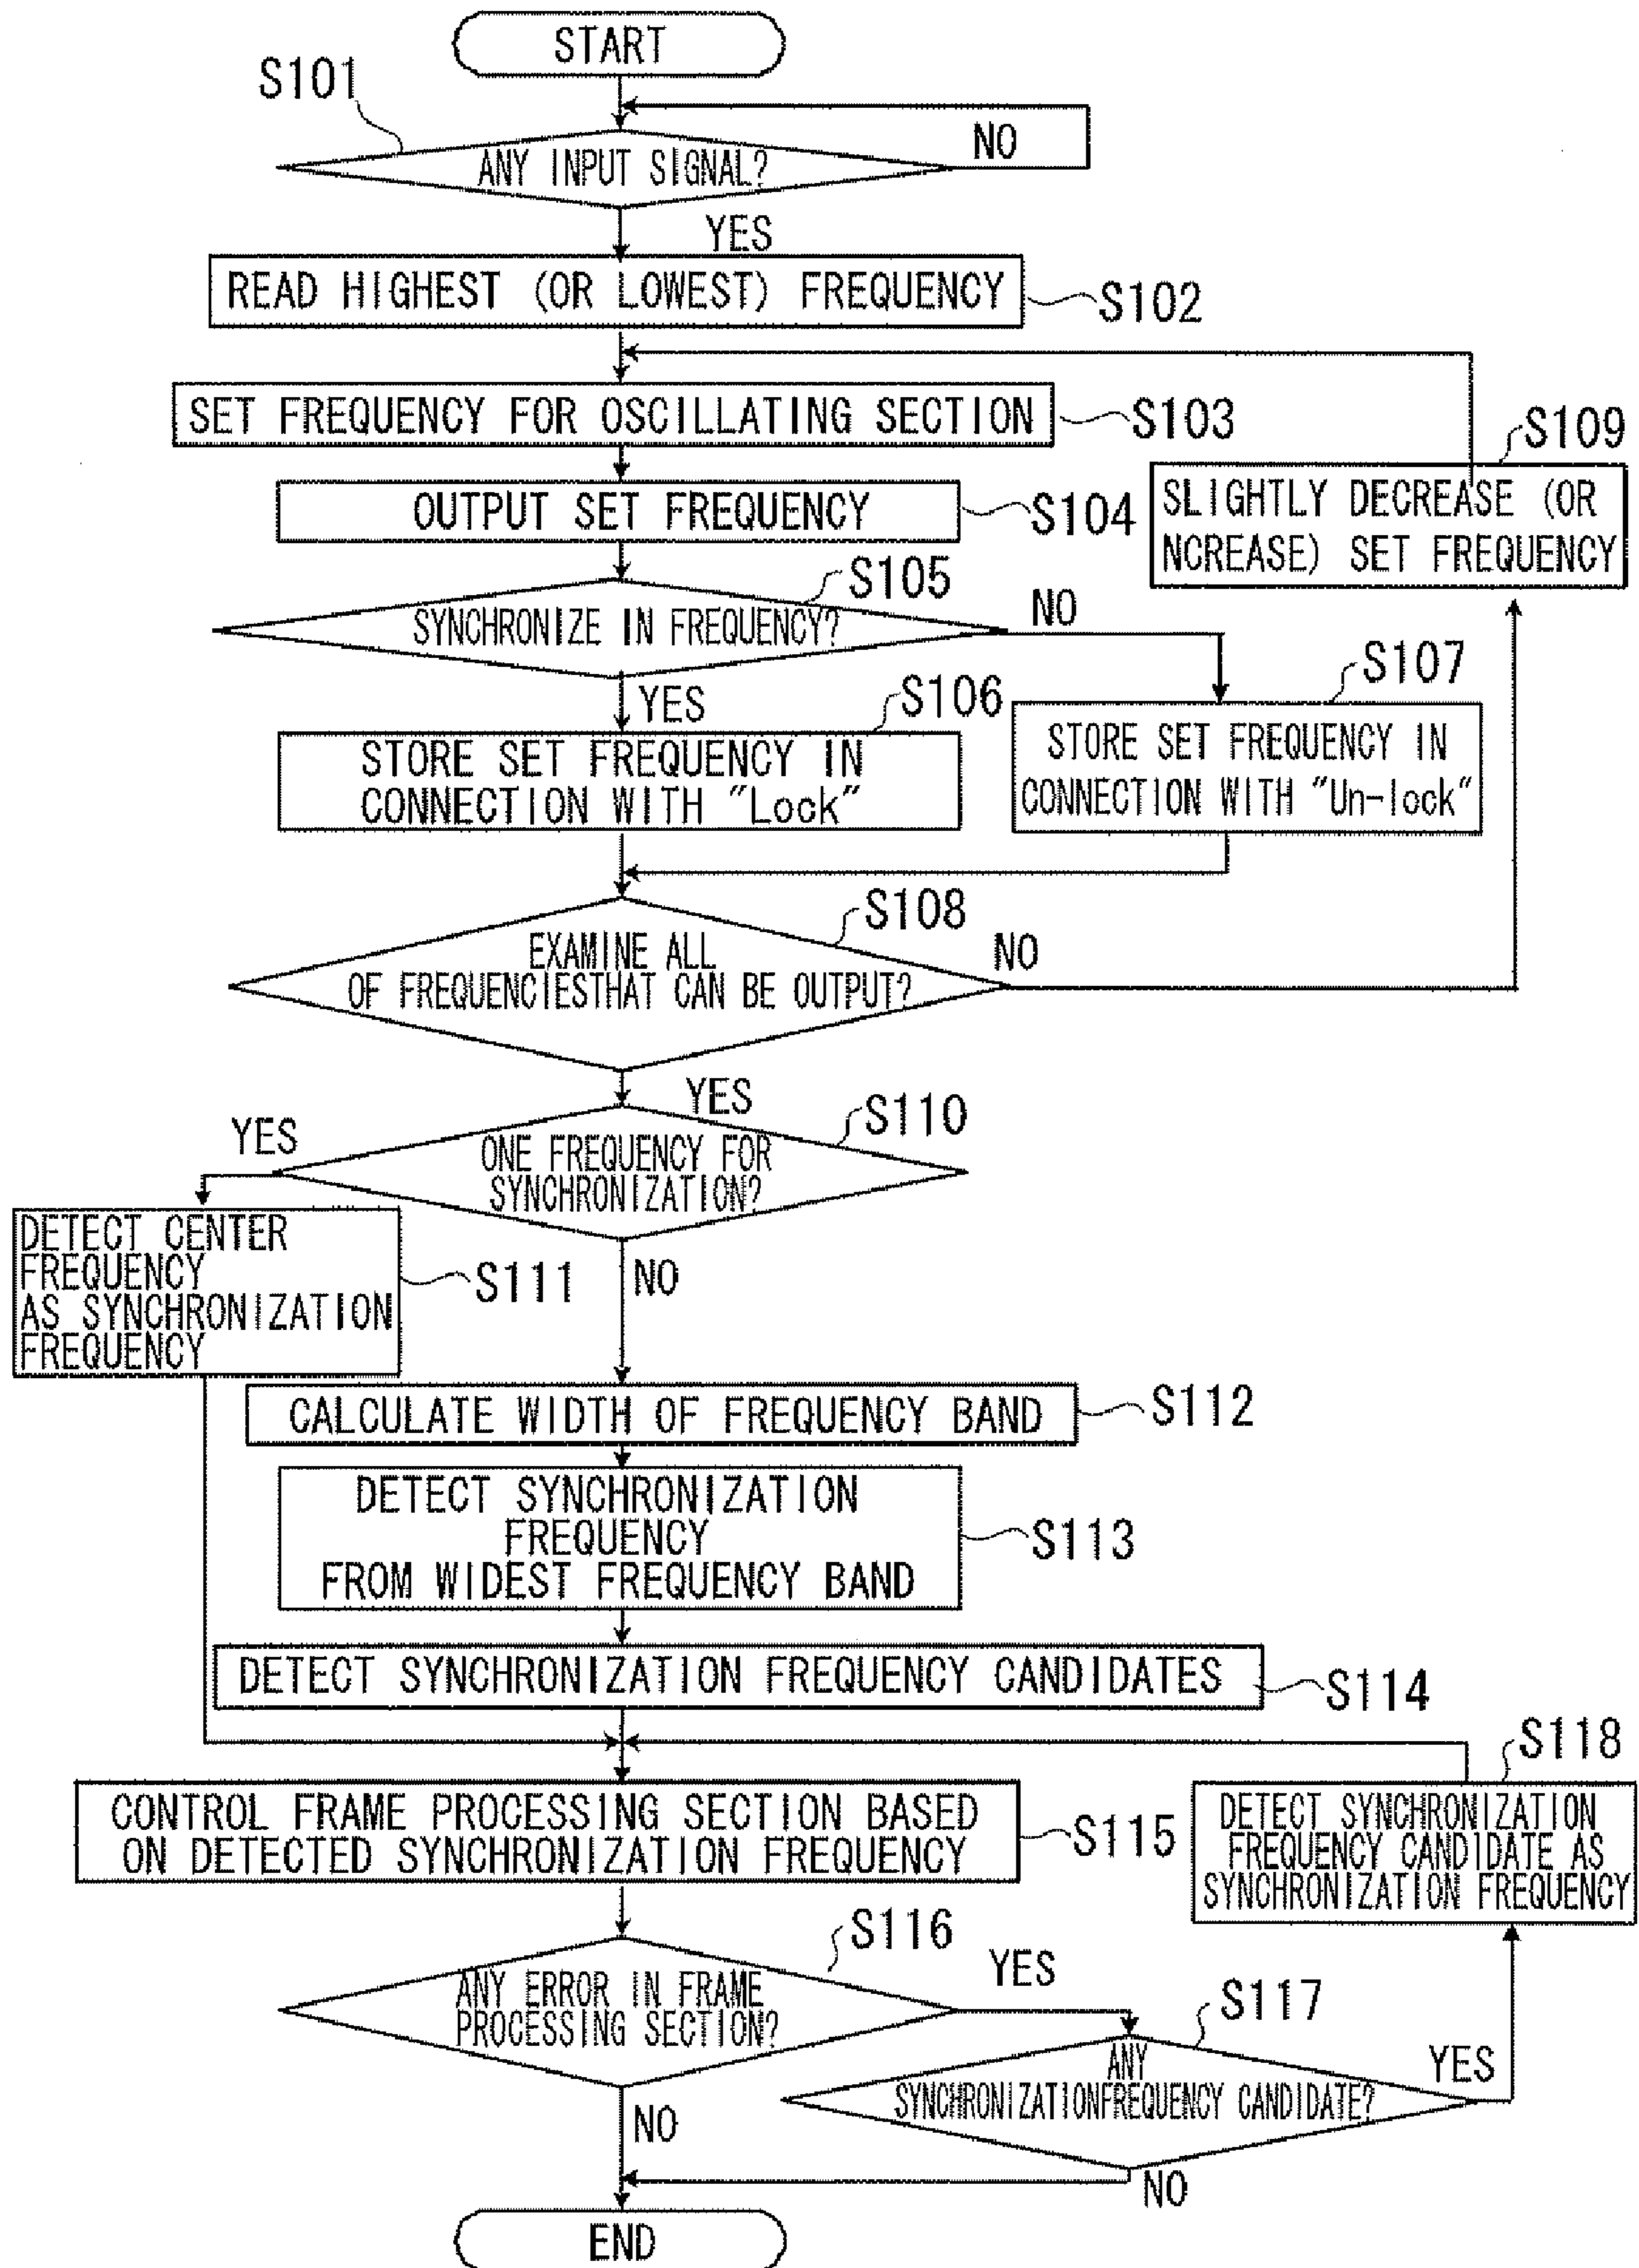 START
S101
NO
ANY INPUT SIGNAL?
YES
READ HIGHEST (OR LOWEST) FREQUENCY
S102
SET FREQUENCY FOR OSCILLATING SECTION
S103
S109
SLIGHTLY DECREASE (OR
NCREASE) SET FREQUENCY
OUTPUT SET FREQUENCY
S104
S105
SYNCHRONIZE IN FREQUENCY?
NO
YES
S106
S107
STORE SET FREQUENCY IN
CONNECTION WITH "Lock"
STORE SET FREQUENCY IN
CONNECTION WITH "Un-lock"
S108
EXAMINE ALL
OF FREQUENCIESTHAT CAN BE OUTPUT?
NO
YES
S110
YES
ONE FREQUENCY FOR
SYNCHRONIZATION?
NO
DETECT CENTER
FREQUENCY
AS SYNCHRONIZATION
FREQUENCY
S111
CALCULATE WIDTH OF FREQUENCY BAND
S112
DETECT SYNCHRONIZATION
FREQUENCY
FROM WIDEST FREQUENCY BAND
S113
DETECT SYNCHRONIZATION FREQUENCY CANDIDATES
S114
S118
CONTROL FRAME PROCESSING SECTION BASED
ON DETECTED SYNCHRONIZATION FREQUENCY
S115
DETECT SYNCHRONIZATION
FREQUENCY CANDIDATE AS
SYNCHRONIZATION FREQUENCY
S116
ANY ERROR IN FRAME
PROCESSING SECTION?
YES
S117
ANY
SYNCHRONIZATIONFREQUENCY CANDIDATE?
YES
NO
NO
END